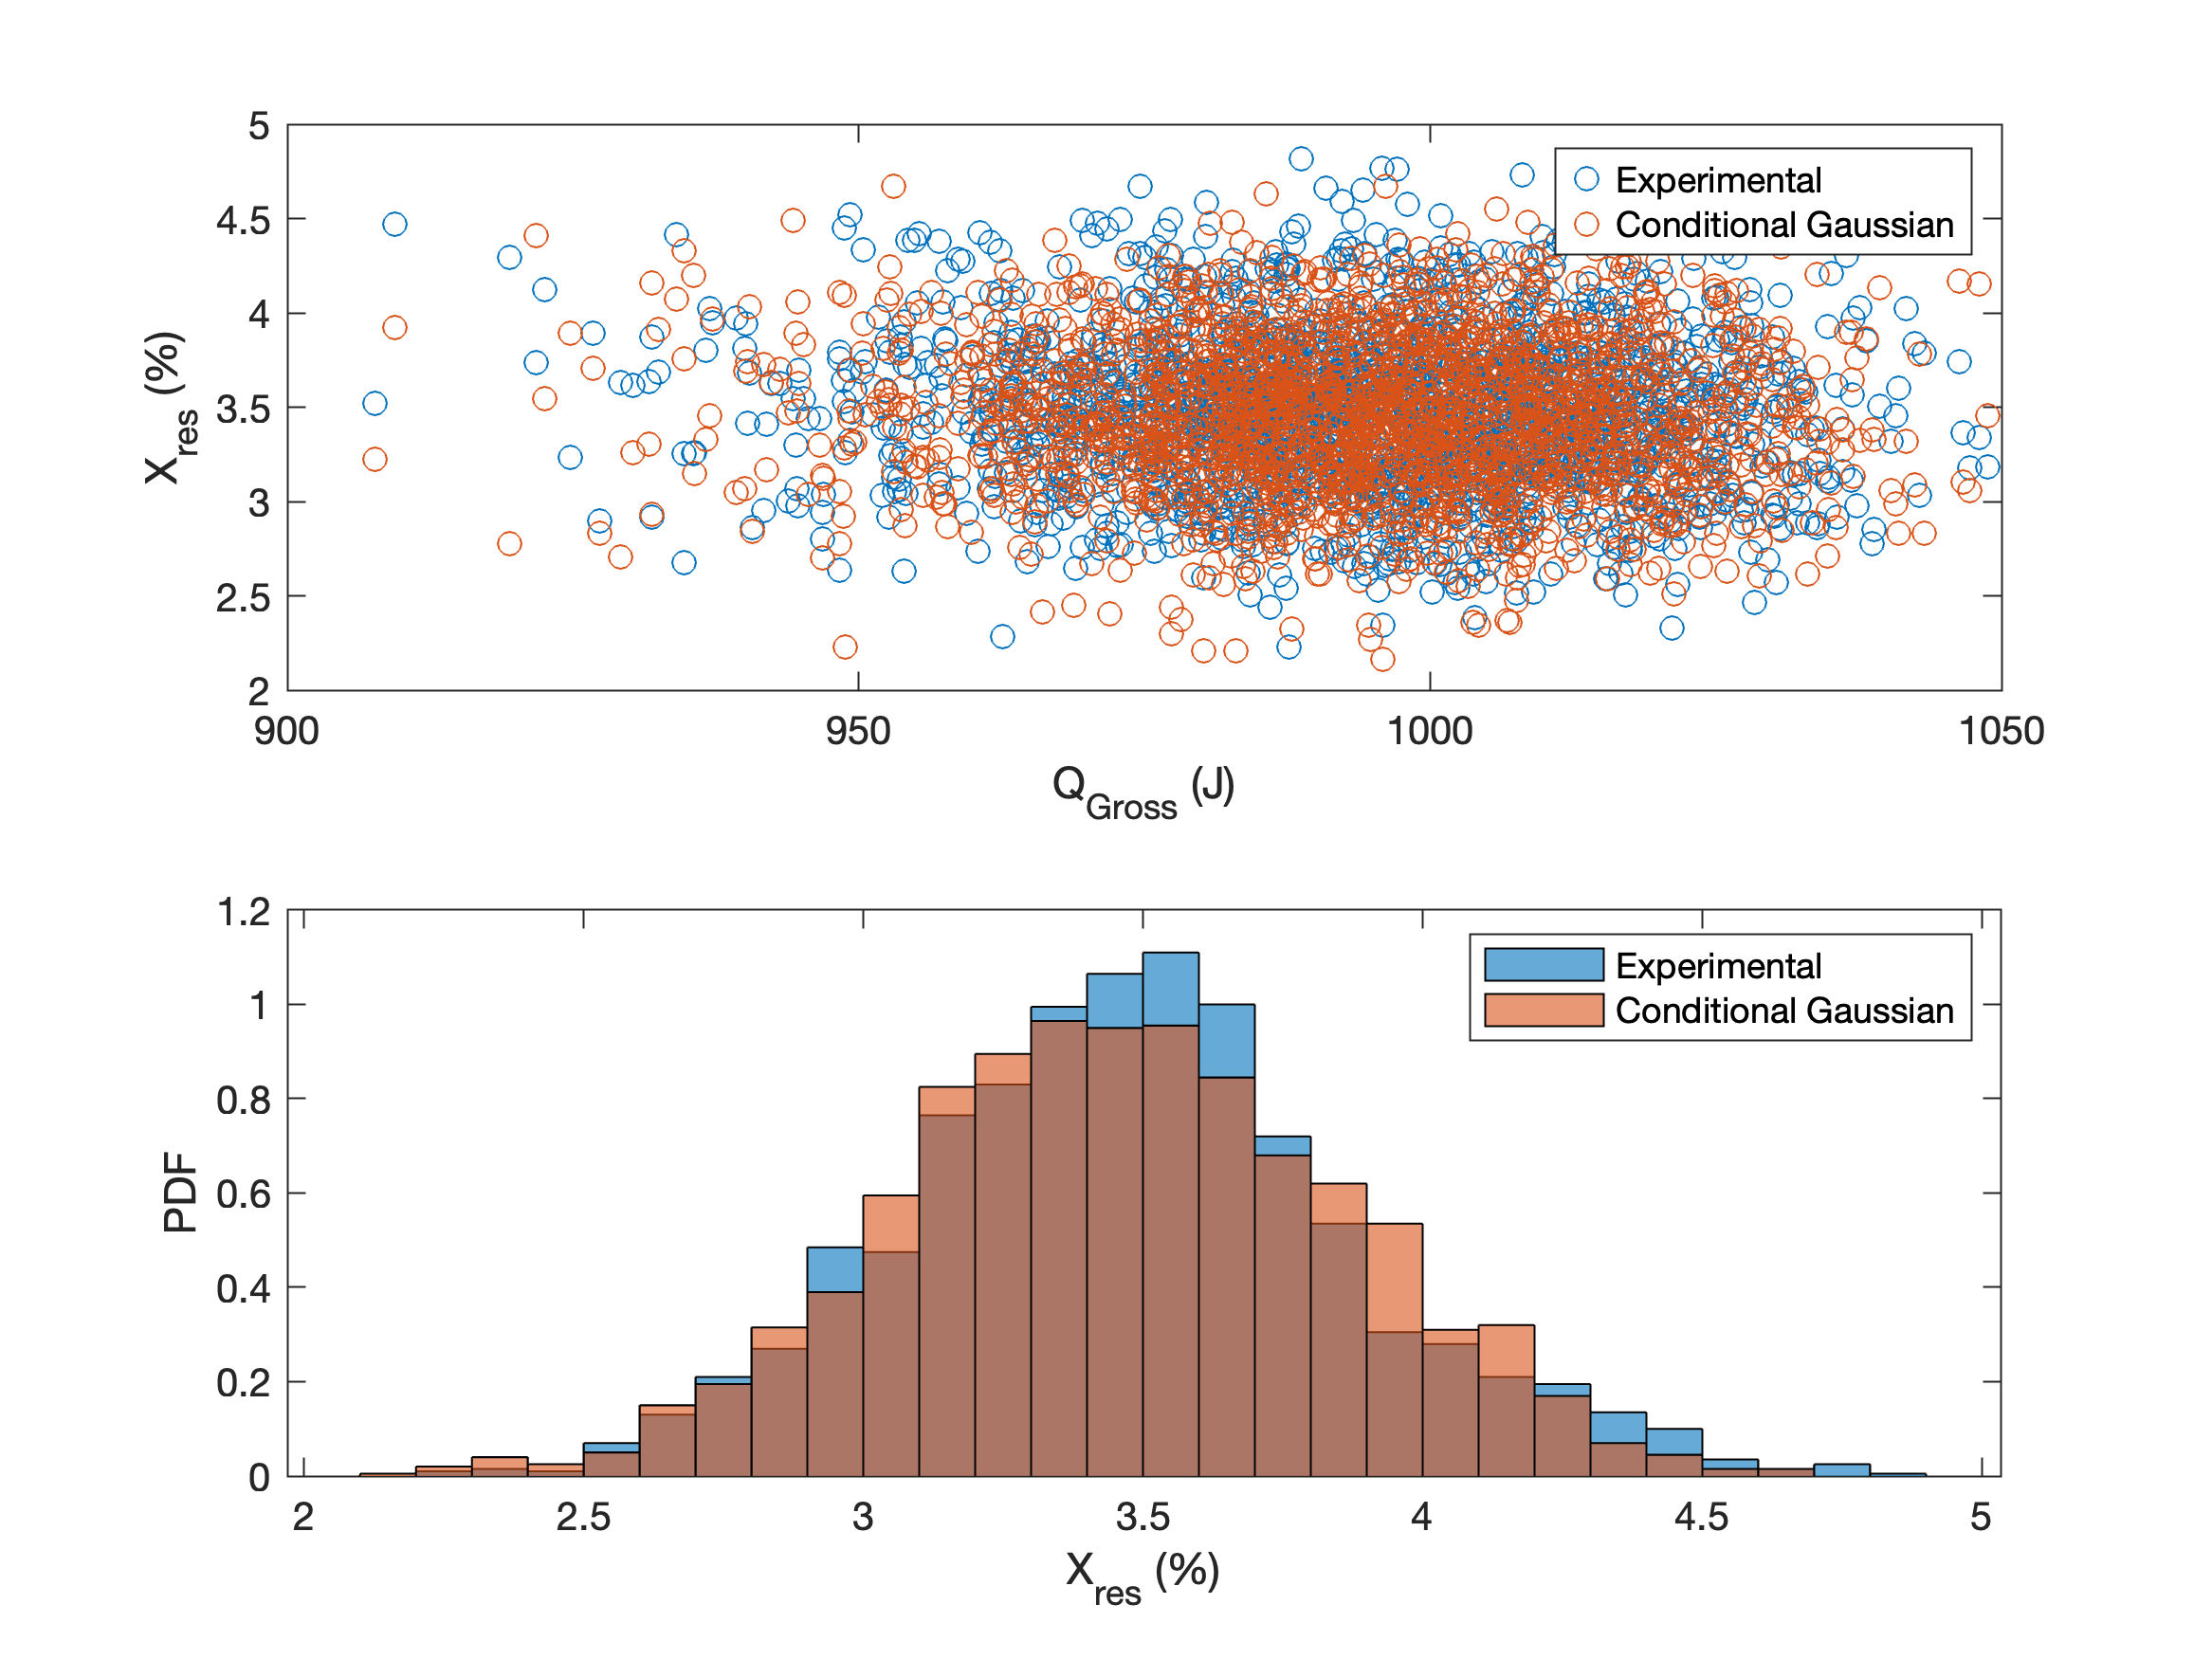 5
4.5
4
3.5
3
2.5
2
X_res (%)
Experimental
Conditional Gaussian
900 950 1000 1050
Q_Gross (J)
1.2
1
0.8
0.6
0.4
0.2
0
PDF
Experimental
Conditional Gaussian
2 2.5 3 3.5 4 4.5 5
X_res (%)